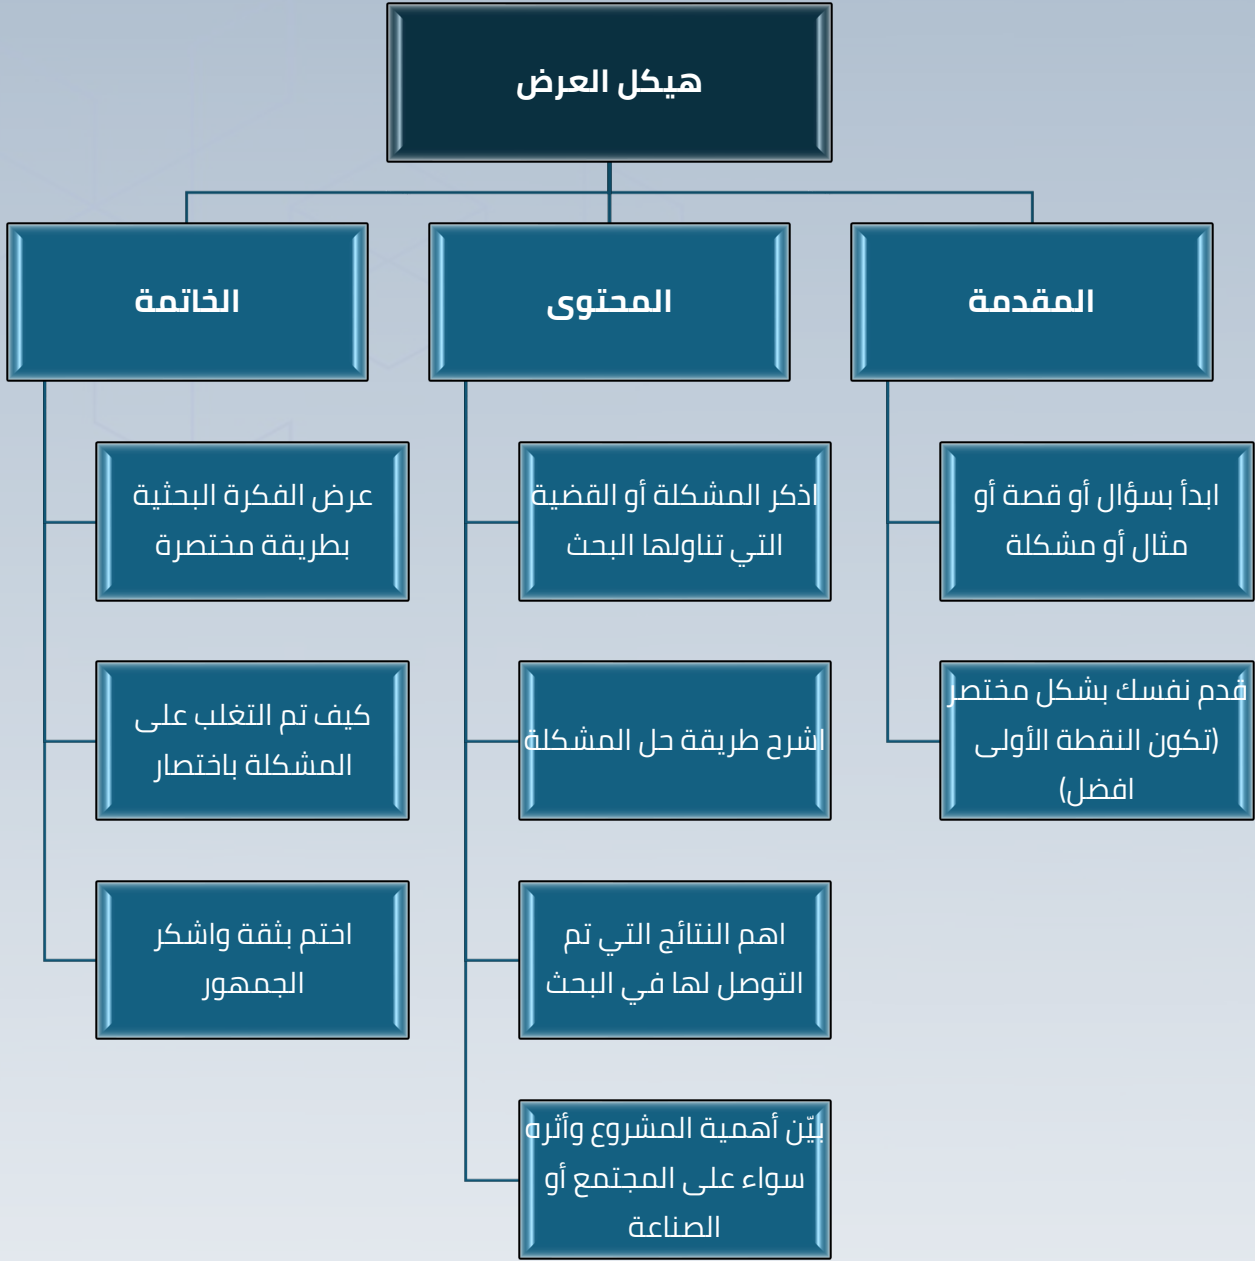 هيكل العرض
المقدمة
ابدأ بسؤال أو قصة أو
مثال أو مشكلة
قدم نفسك بشكل مختصر
(تكون النقطة الأولى
افضل)
المحتوى
اذكر المشكلة أو القضية
التي تناولها البحث
اشرح طريقة حل المشكلة
اهم النتائج التي تم
التوصل لها في البحث
بيّن أهمية المشروع وأثره
سواء على المجتمع أو
الصناعة
الخاتمة
عرض الفكرة البحثية
بطريقة مختصرة
كيف تم التغلب على
المشكلة باختصار
اختم بثقة واشكر
الجمهور